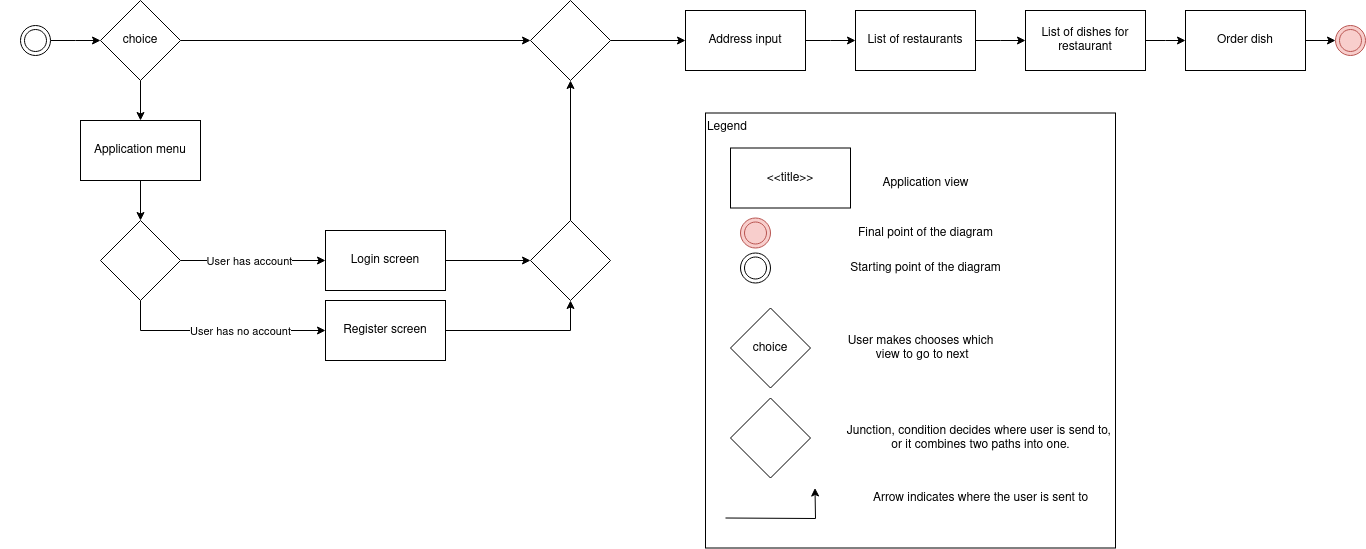 choice
Address input
List of restaurants
List of dishes for
restaurant
Order dish
Application menu
User has account
Login screen
User has no account
Register screen
Legend
<<title>>
Application view
Final point of the diagram
Starting point of the diagram
choice
User makes chooses which
view to go to next
Junction, condition decides where user is send to,
or it combines two paths into one.
Arrow indicates where the user is sent to